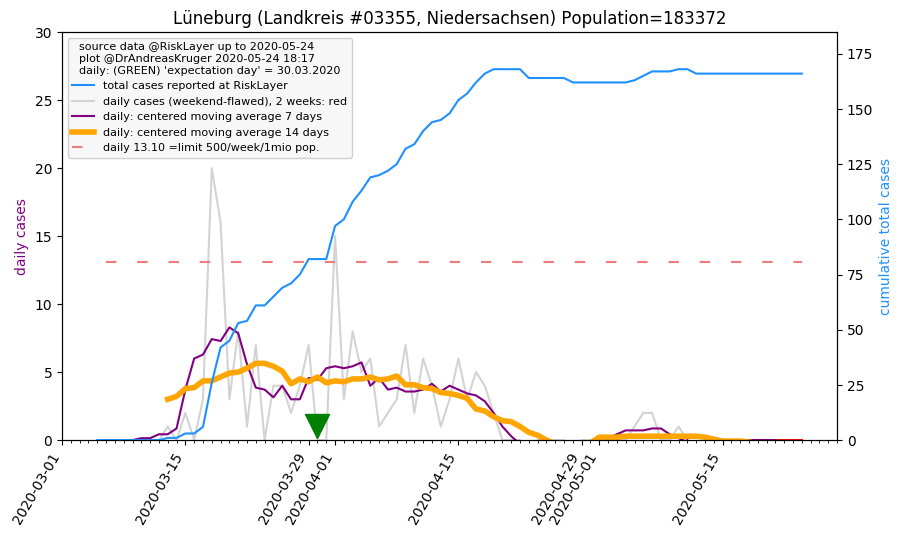 Lüneburg (Landkreis #03355, Niedersachsen) Population=183372
source data @RiskLayer up to 2020-05-24
plot @DrAndreasKruger 2020-05-24 18:17
daily: (GREEN) 'expectation day' = 30.03.2020
total cases reported at RiskLayer
daily cases (weekend-flawed), 2 weeks: red
daily: centered moving average 7 days
daily: centered moving average 14 days
daily 13.10 =limit 500/week/1mio pop.
daily cases
30
25
20
15
10
5
0
cumulative total cases
175
150
125
100
75
50
25
0
2020-03-01
2020-03-15
2020-03-29
2020-04-01
2020-04-15
2020-04-29
2020-05-01
2020-05-15